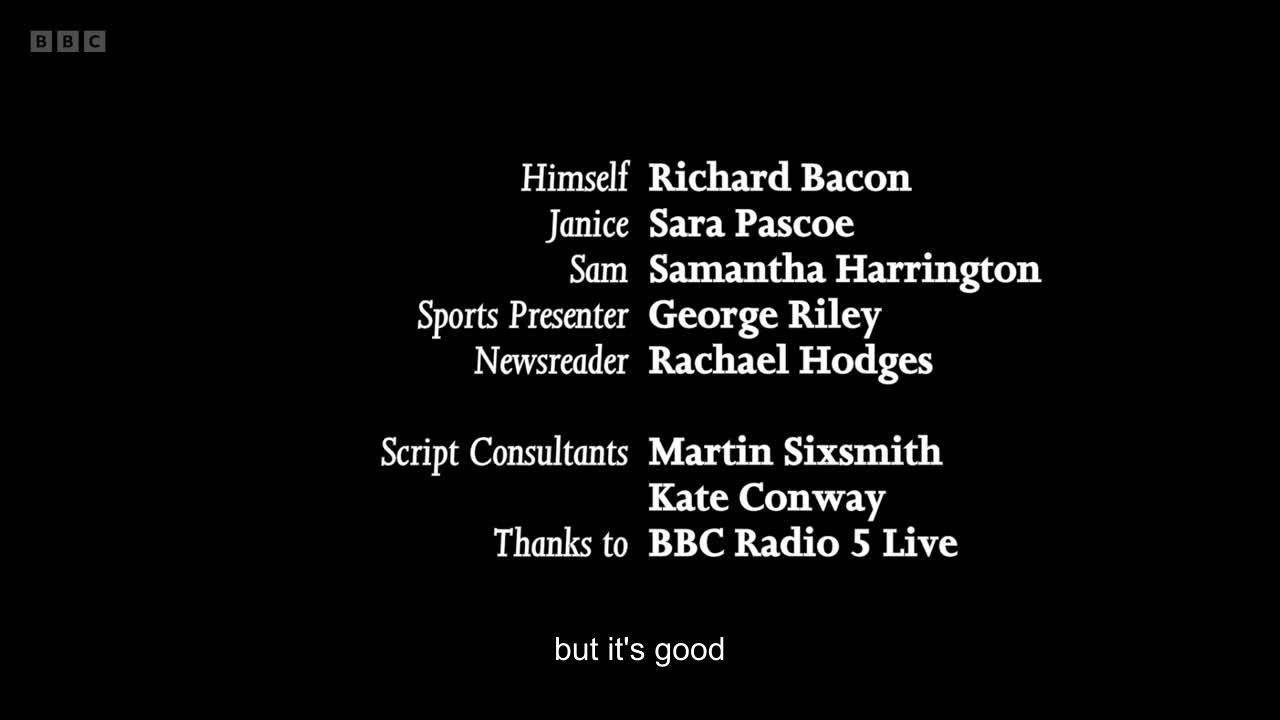 BBC
Himself Richard Bacon
Janice Sara Pascoe
Sam Samantha Harrington
Sports Presenter George Riley
Newsreader Rachael Hodges
Script Consultants Martin Sixsmith
Kate Conway
Thanks to BBC Radio 5 Live
but it's good